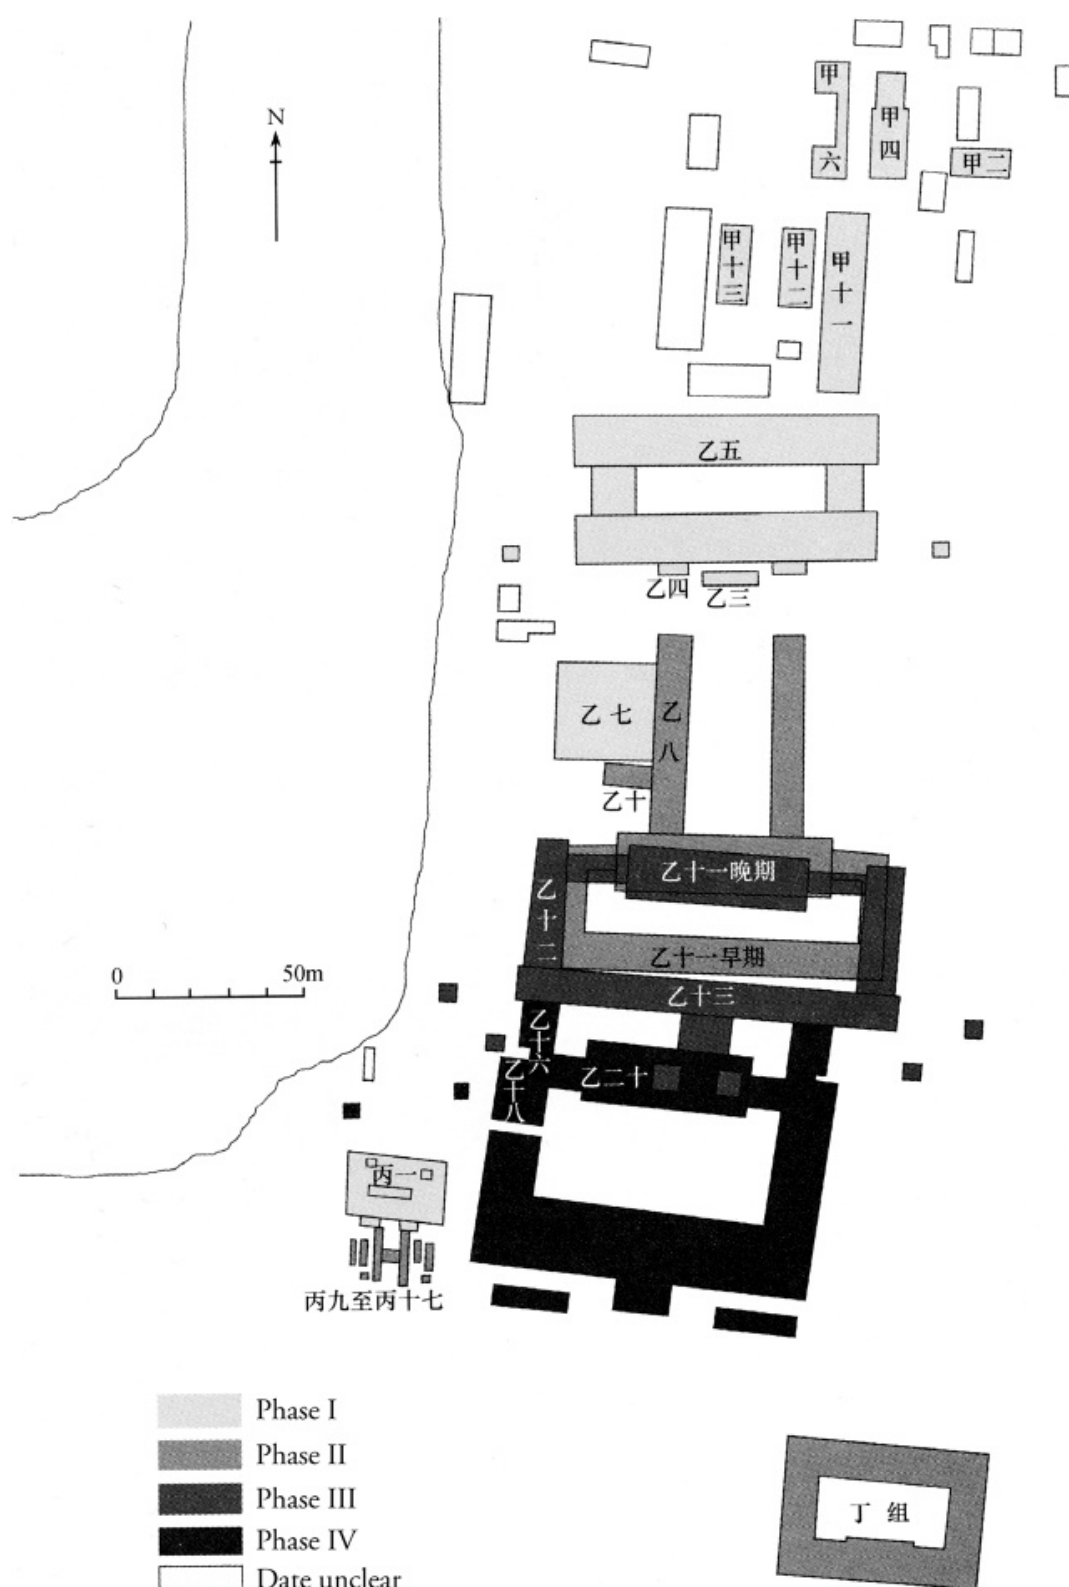 N
甲六
甲四
甲二
甲十三
甲十二
甲十一
乙五
乙四
乙三
乙七
乙八
乙十
乙十一晚期
乙十二
乙十一早期
0 50m
乙十三
乙十六
乙二十
乙十八
丙一
丙九至丙十七
Phase I
Phase II
Phase III
Phase IV
丁组
Date unclear